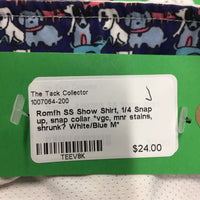 The Tack Collector
1007064-200
Romfh SS Show Shirt, 1/4 Snap
up, snap collar *vgc, mnr stains,
shrunk? White/Blue M*
$24.00
TEEV8K